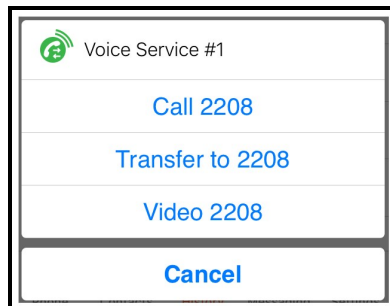 Voice Service #1
Call 2208
Transfer to 2208
Video 2208
Cancel